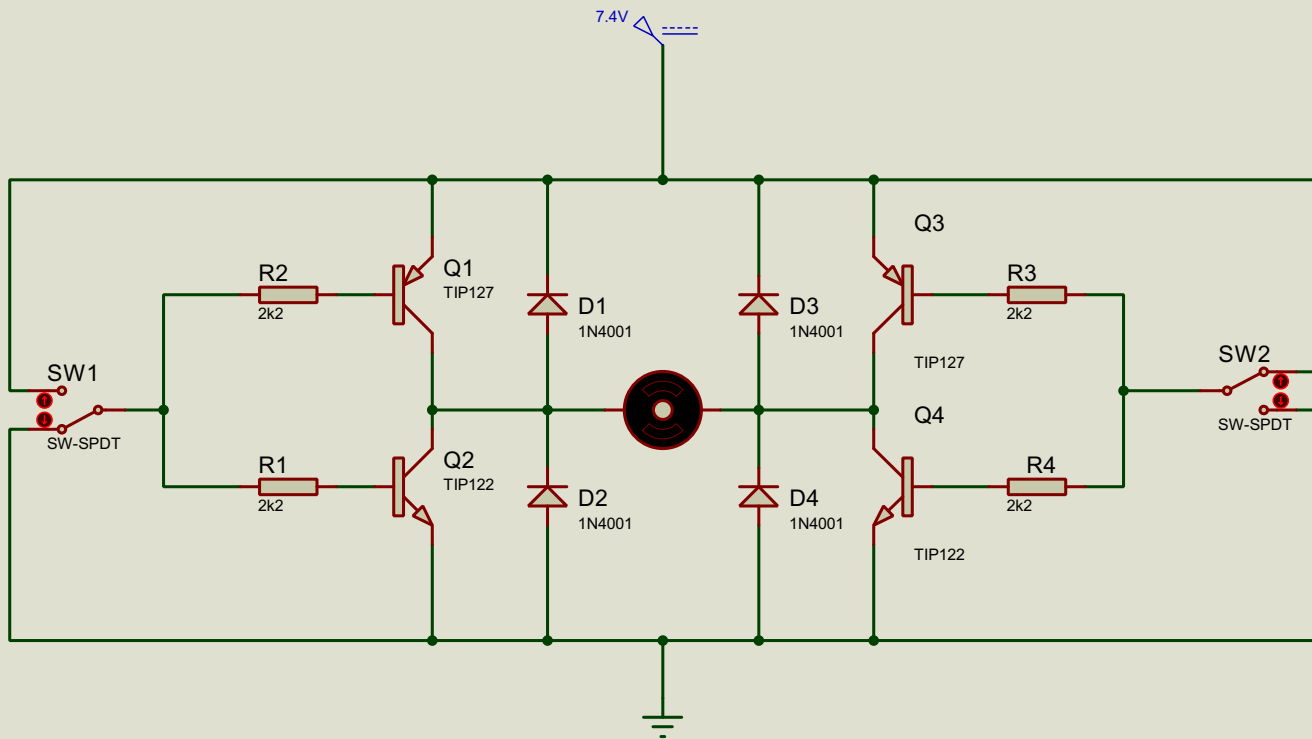 7.4V
Q3
R2
2k2
Q1
TIP127
D1
1N4001
D3
1N4001
R3
2k2
TIP127
SW1
SW-SPDT
SW2
SW-SPDT
Q4
R1
2k2
Q2
TIP122
D2
1N4001
D4
1N4001
R4
2k2
TIP122